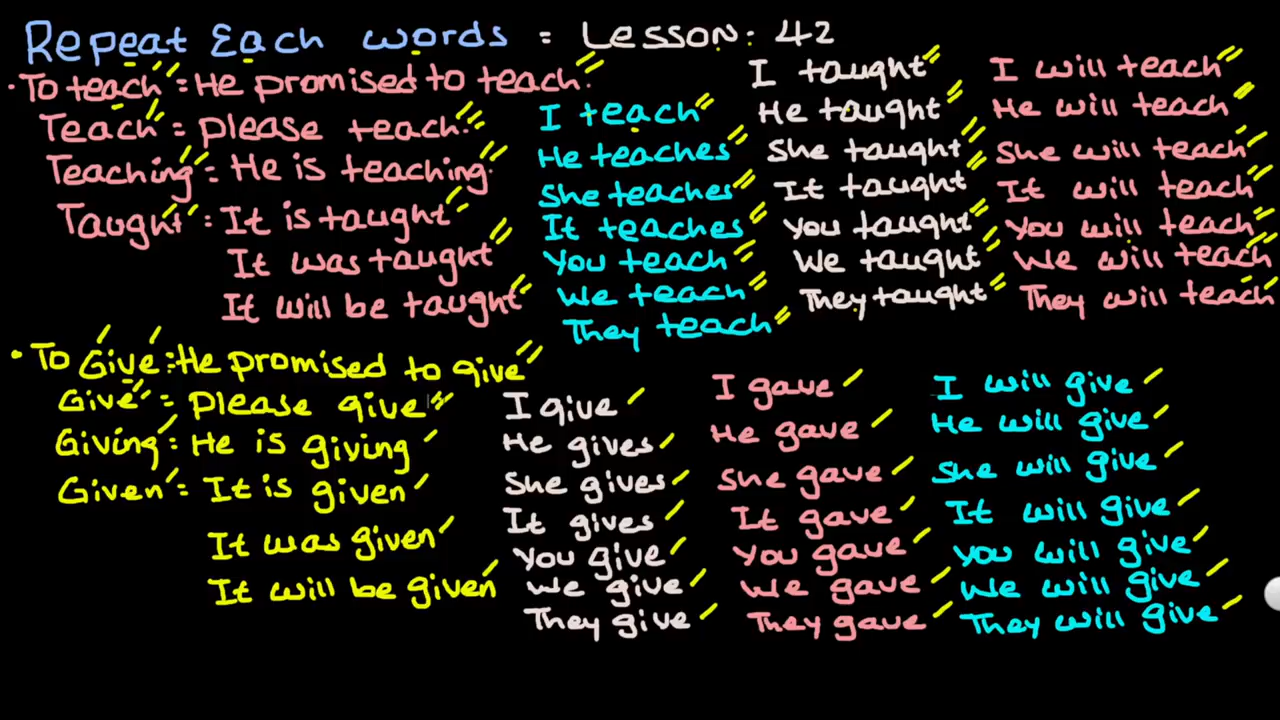 Repeat Each words = Lesson: 42
• To teach = He promised to teach.
Teach = please teach.
Teaching = He is teaching.
Taught = It is taught
It was taught
It will be taught
I teach
He teaches
She teaches
It teaches
You teach
We teach
They teach
I taught
He taught
She taught
It taught
You taught
We taught
They taught
I will teach
He will teach
She will teach
It will teach
You will teach
We will teach
They will teach
• To Give = He promised to give
Give = please give
Giving = He is giving
Given = It is given
It was given
It will be given
I give
He gives
She gives
It gives
You give
We give
They give
I gave
He gave
She gave
It gave
You gave
We gave
They gave
I will give
He will give
She will give
It will give
You will give
We will give
They will give